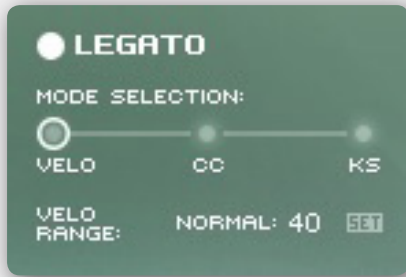 LEGATO
MODE SELECTION:
VELO CC KS
VELO RANGE: NORMAL: 40 SET